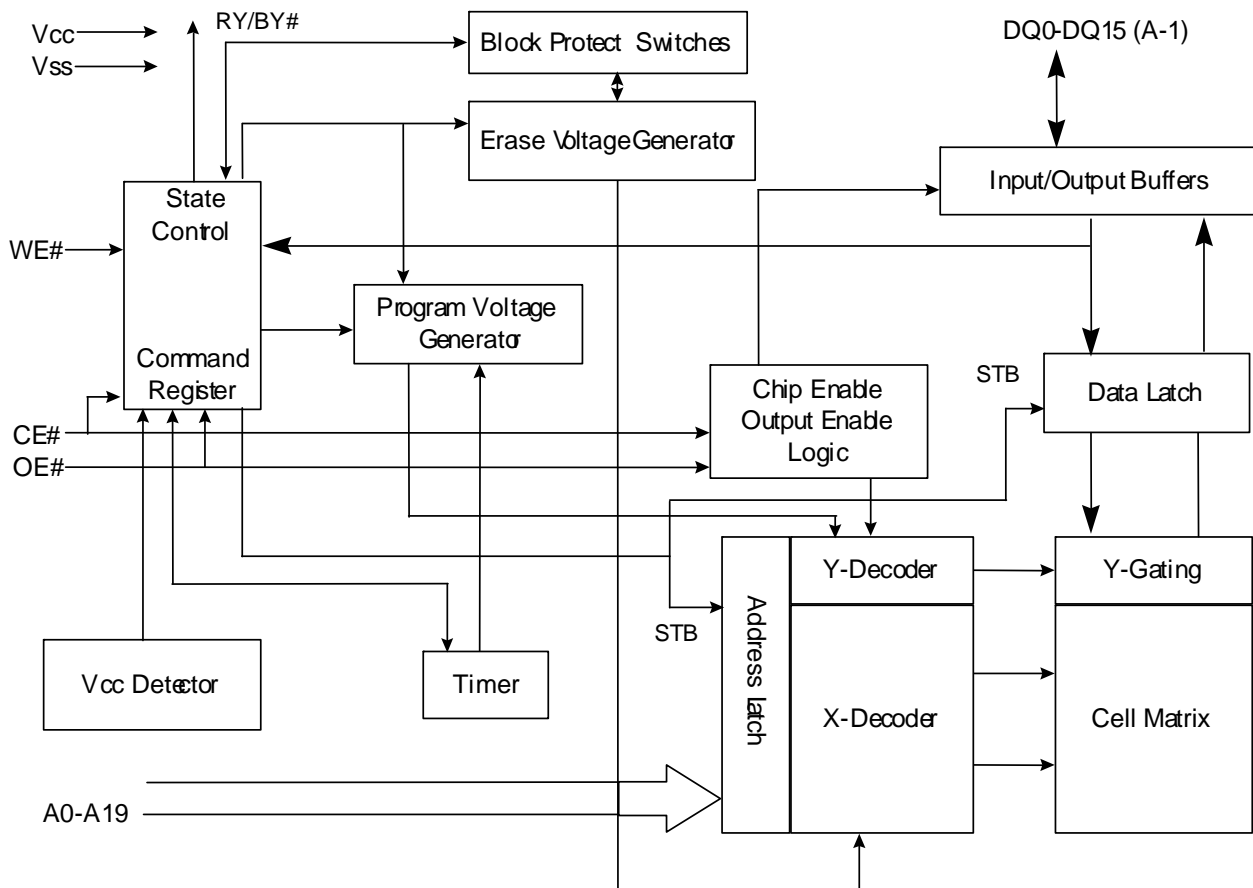 RY/BY#
Vcc
Vss
Block Protect Switches
DQ0-DQ15 (A-1)
Erase Voltage Generator
Input/Output Buffers
State
Control
WE#
Program Voltage
Generator
Command
Register
STB
Chip Enable
Output Enable
Logic
Data Latch
CE#
OE#
Y-Decoder
Y-Gating
Address Latch
STB
Vcc Detector
Timer
X-Decoder
Cell Matrix
A0-A19